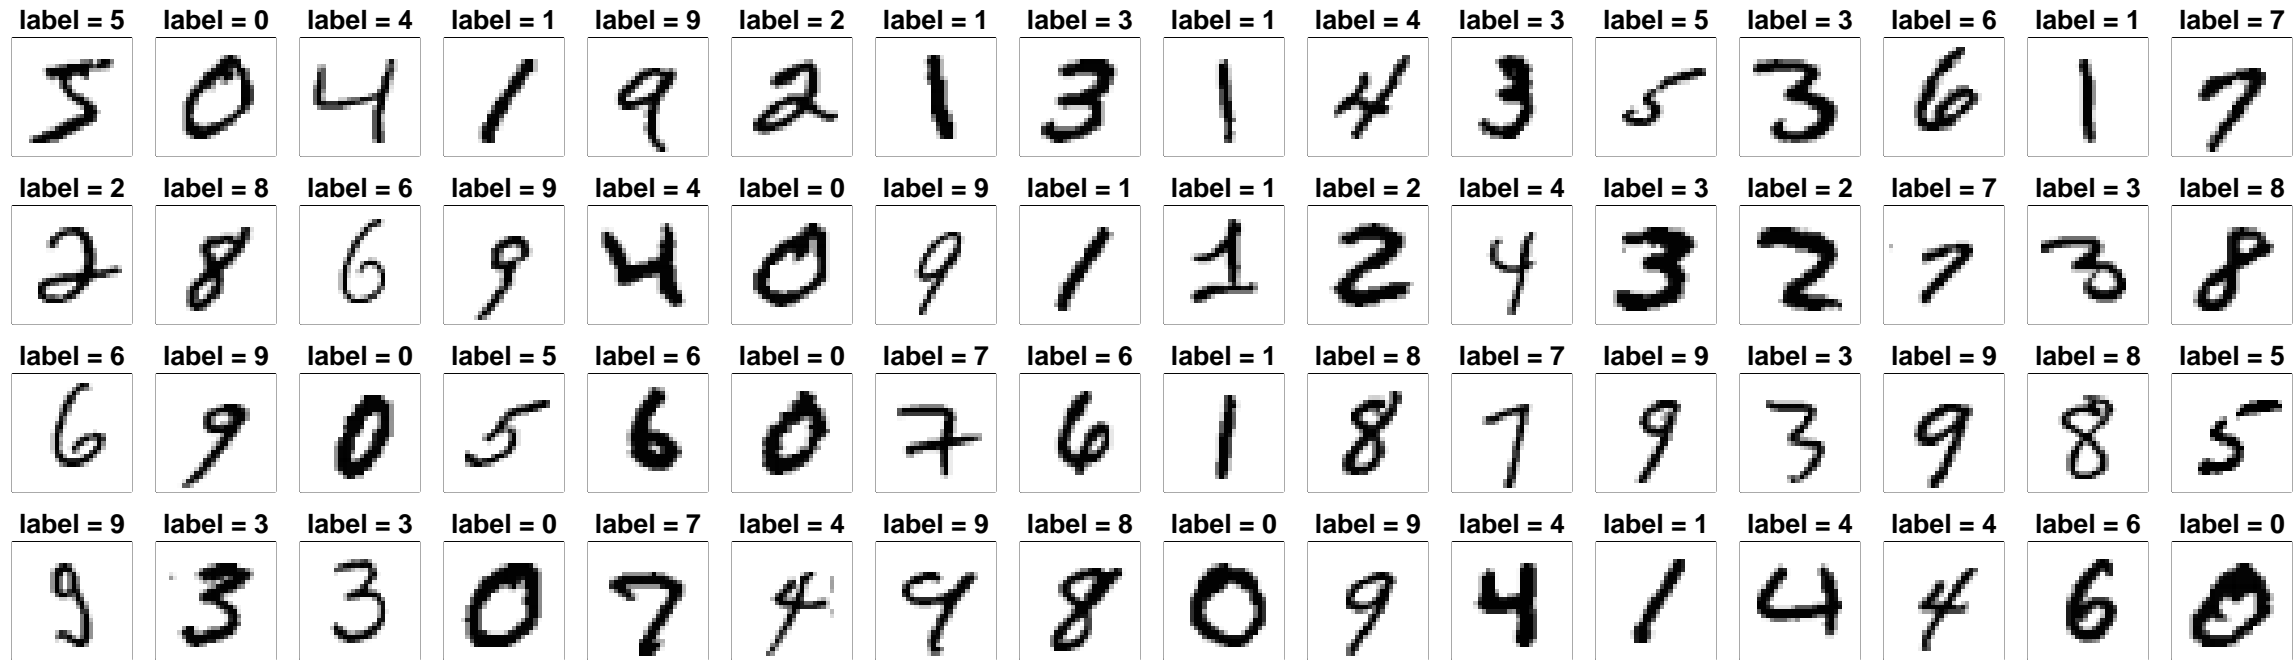 label = 5 label = 0 label = 4 label = 1 label = 9 label = 2 label = 1 label = 3 label = 1 label = 4 label = 3 label = 5 label = 3 label = 6 label = 1 label = 7
5 0 4 1 9 2 1 3 1 4 3 5 3 6 1 7
label = 2 label = 8 label = 6 label = 9 label = 4 label = 0 label = 9 label = 1 label = 1 label = 2 label = 4 label = 3 label = 2 label = 7 label = 3 label = 8
2 8 6 9 4 0 9 1 1 2 4 3 2 7 3 8
label = 6 label = 9 label = 0 label = 5 label = 6 label = 0 label = 7 label = 6 label = 1 label = 8 label = 7 label = 9 label = 3 label = 9 label = 8 label = 5
6 9 0 5 6 0 7 6 1 8 7 9 3 9 8 5
label = 9 label = 3 label = 3 label = 0 label = 7 label = 4 label = 9 label = 8 label = 0 label = 9 label = 4 label = 1 label = 4 label = 4 label = 6 label = 0
9 3 3 0 7 4 9 8 0 9 4 1 4 4 6 0